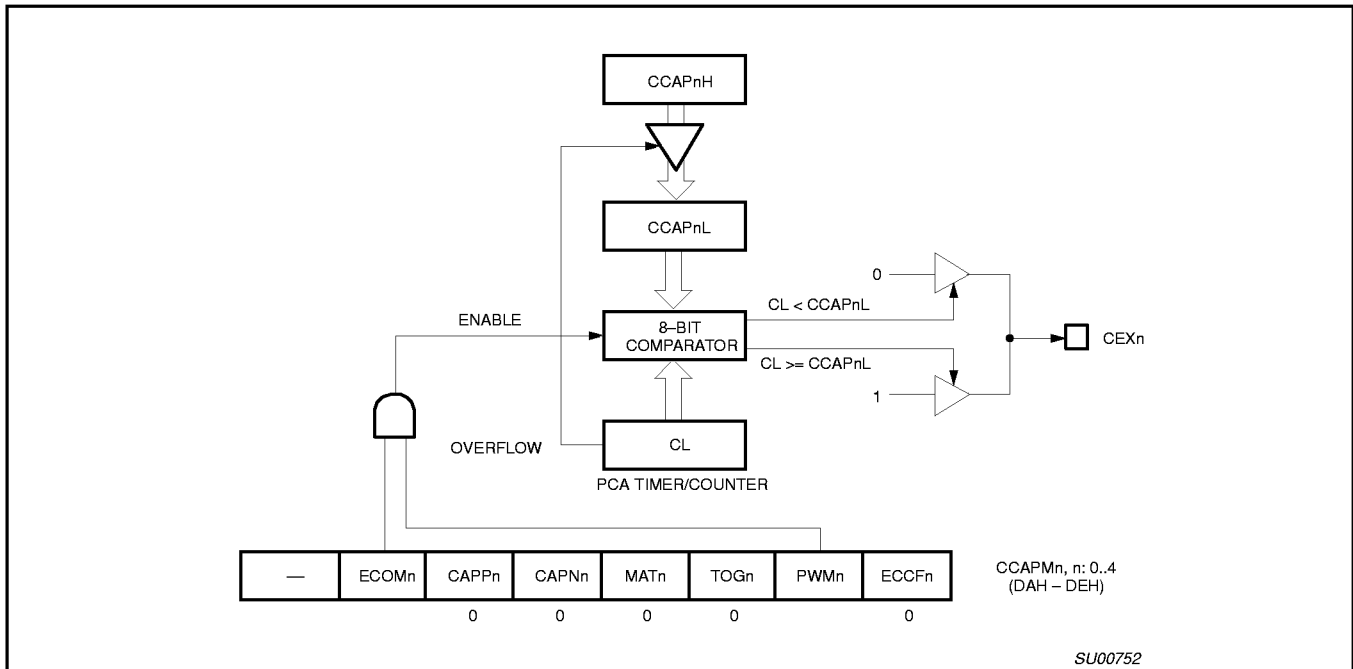 CCAPnH
CCAPnL
0
CL < CCAPnL
ENABLE
8–BIT
COMPARATOR
CEXn
CL >= CCAPnL
1
OVERFLOW
CL
PCA TIMER/COUNTER
— ECOMn CAPPn CAPNn MATn TOGn PWMn ECCFn
CCAPMn, n: 0..4
(DAH – DEH)
0 0 0 0 0
SU00752